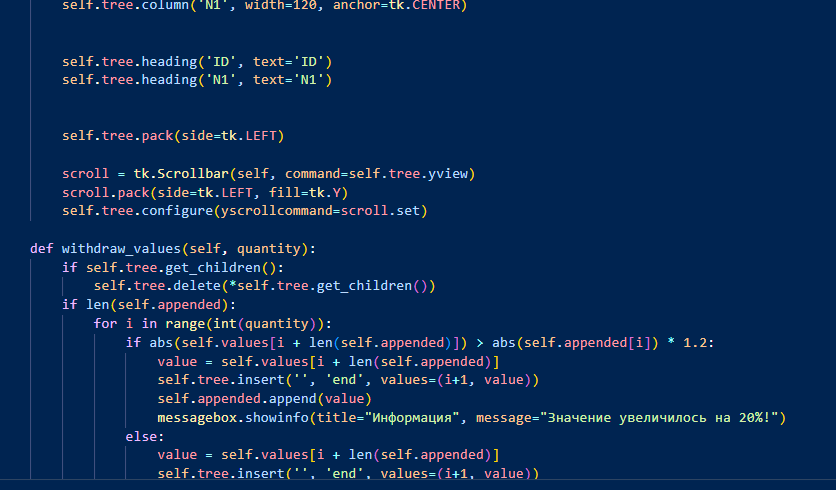 self.tree.column('N1', width=120, anchor=tk.CENTER)
self.tree.heading('ID', text='ID')
self.tree.heading('N1', text='N1')
self.tree.pack(side=tk.LEFT)
scroll = tk.Scrollbar(self, command=self.tree.yview)
scroll.pack(side=tk.LEFT, fill=tk.Y)
self.tree.configure(yscrollcommand=scroll.set)
def withdraw_values(self, quantity):
if self.tree.get_children():
self.tree.delete(*self.tree.get_children())
if len(self.appended):
for i in range(int(quantity)):
if abs(self.values[i + len(self.appended)]) > abs(self.appended[i]) * 1.2:
value = self.values[i + len(self.appended)]
self.tree.insert('', 'end', values=(i+1, value))
self.appended.append(value)
messagebox.showinfo(title="Информация", message="Значение увеличилось на 20%!")
else:
value = self.values[i + len(self.appended)]
self.tree.insert('', 'end', values=(i+1, value))